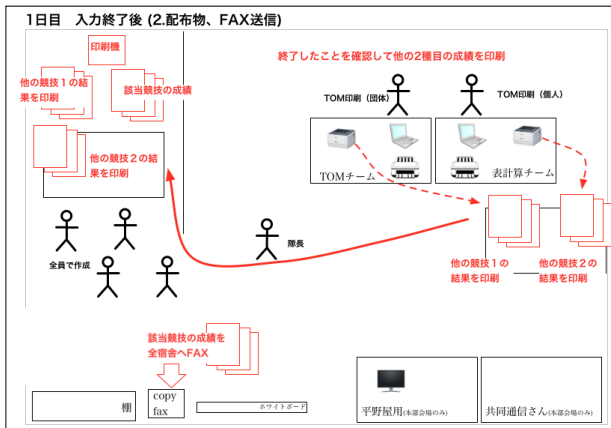 1日目　入力終了後 (2.配布物、FAX送信)
印刷機
終了したことを確認して他の2種目の成績を印刷
他の競技１の結
果を印刷
該当競技の成績
TOM印刷（団体）
TOM印刷（個人）
他の競技２の結
果を印刷
TOMチーム
表計算チーム
全員で作成
隊長
他の競技１の
結果を印刷
他の競技２の
結果を印刷
該当競技の成績を
全宿舎へFAX
棚
copy
fax
ホワイトボード
平野屋用(本部会場のみ)
共同通信さん(本部会場のみ)